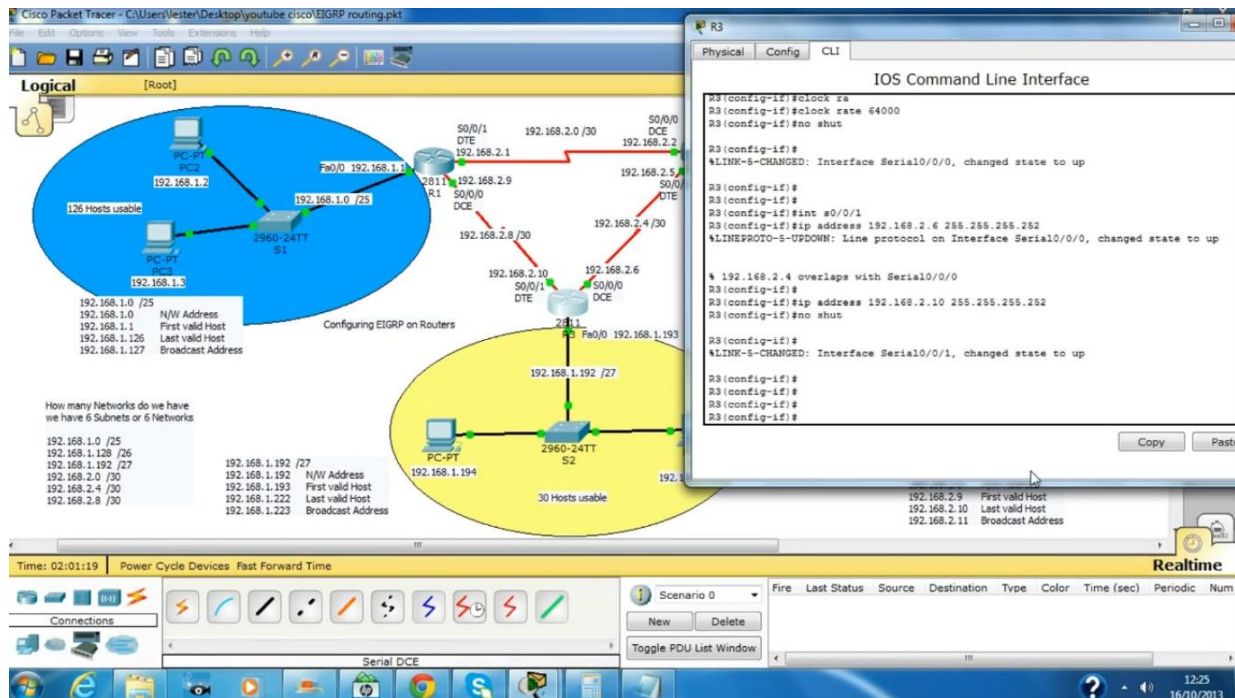 Cisco Packet Tracer - C:\Users\lester\Desktop\youtube cisco\EIGRP routing.pkt
File Edit Options View Tools Extensions Help
Logical
[Root]
PC-PT
PC2
192.168.1.2
126 Hosts usable
PC-PT
PC3
192.168.1.3
2960-24TT
S1
192.168.1.0 /25
Fa0/0 192.168.1.1
2811
R1
S0/0/1
DTE
192.168.2.1
192.168.2.0 /30
S0/0/0
DCE
192.168.2.2
192.168.2.9
S0/0/0
DCE
192.168.2.5
DTE
192.168.2.4 /30
192.168.2.8 /30
192.168.2.10
S0/0/1
DTE
192.168.2.6
S0/0/0
DCE
2811
R3 Fa0/0 192.168.1.193
192.168.1.0 /25
192.168.1.0 N/W Address
192.168.1.1 First valid Host
192.168.1.126 Last valid Host
192.168.1.127 Broadcast Address
Configuring EIGRP on Routers
192.168.1.192 /27
PC-PT
192.168.1.194
2960-24TT
S2
30 Hosts usable
How many Networks do we have
we have 6 Subnets or 6 Networks
192.168.1.0 /25
192.168.1.128 /26
192.168.1.192 /27
192.168.2.0 /30
192.168.2.4 /30
192.168.2.8 /30
192.168.1.192 /27
192.168.1.192 N/W Address
192.168.1.193 First valid Host
192.168.1.222 Last valid Host
192.168.1.223 Broadcast Address
192.168.2.9 First valid Host
192.168.2.10 Last valid Host
192.168.2.11 Broadcast Address
R3
Physical Config CLI
IOS Command Line Interface
R3(config-if)#clock ra
R3(config-if)#clock rate 64000
R3(config-if)#no shut
R3(config-if)#
%LINK-5-CHANGED: Interface Serial0/0/0, changed state to up
R3(config-if)#
R3(config-if)#
R3(config-if)#int s0/0/1
R3(config-if)#ip address 192.168.2.6 255.255.255.252
%LINEPROTO-5-UPDOWN: Line protocol on Interface Serial0/0/0, changed state to up
% 192.168.2.4 overlaps with Serial0/0/0
R3(config-if)#
R3(config-if)#ip address 192.168.2.10 255.255.255.252
R3(config-if)#no shut
R3(config-if)#
%LINK-5-CHANGED: Interface Serial0/0/1, changed state to up
R3(config-if)#
R3(config-if)#
R3(config-if)#
R3(config-if)#
Copy
Time: 02:01:19 Power Cycle Devices Fast Forward Time
Realtime
Connections
Serial DCE
Scenario 0
New Delete
Toggle PDU List Window
Fire Last Status Source Destination Type Color Time (sec) Periodic Num
12:25
16/10/2013